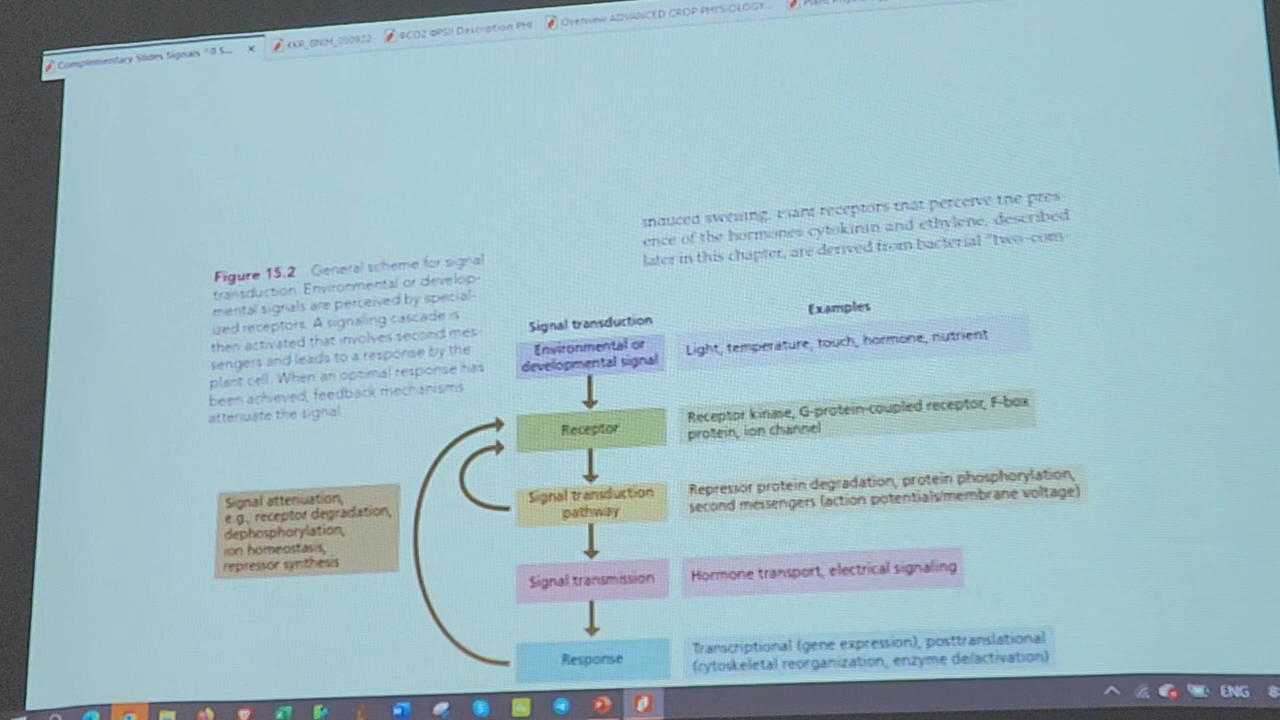 Complementary Slides Signals ^0 S... ×
KKR_BNIM_090922
Description PHI
Overview ADVANCED CROP PHYSIOLOGY...
induced swelling. Plant receptors that perceive the pres-
ence of the hormones cytokinin and ethylene, described
later in this chapter, are derived from bacterial "two-com-
Figure 15.2 General scheme for signal
transduction. Environmental or develop-
mental signals are perceived by special-
ized receptors. A signaling cascade is
then activated that involves second mes-
sengers and leads to a response by the
plant cell. When an optimal response has
been achieved, feedback mechanisms
attenuate the signal.
Signal transduction
Examples
Environmental or
developmental signal
Light, temperature, touch, hormone, nutrient
Receptor
Receptor kinase, G-protein-coupled receptor, F-box
protein, ion channel
Signal transduction
pathway
Repressor protein degradation, protein phosphorylation,
second messengers (action potentials/membrane voltage)
Signal attenuation,
e.g., receptor degradation,
dephosphorylation,
ion homeostasis,
repressor synthesis
Signal transmission
Hormone transport, electrical signaling
Response
Transcriptional (gene expression), posttranslational
(cytoskeletal reorganization, enzyme de/activation)
ENG